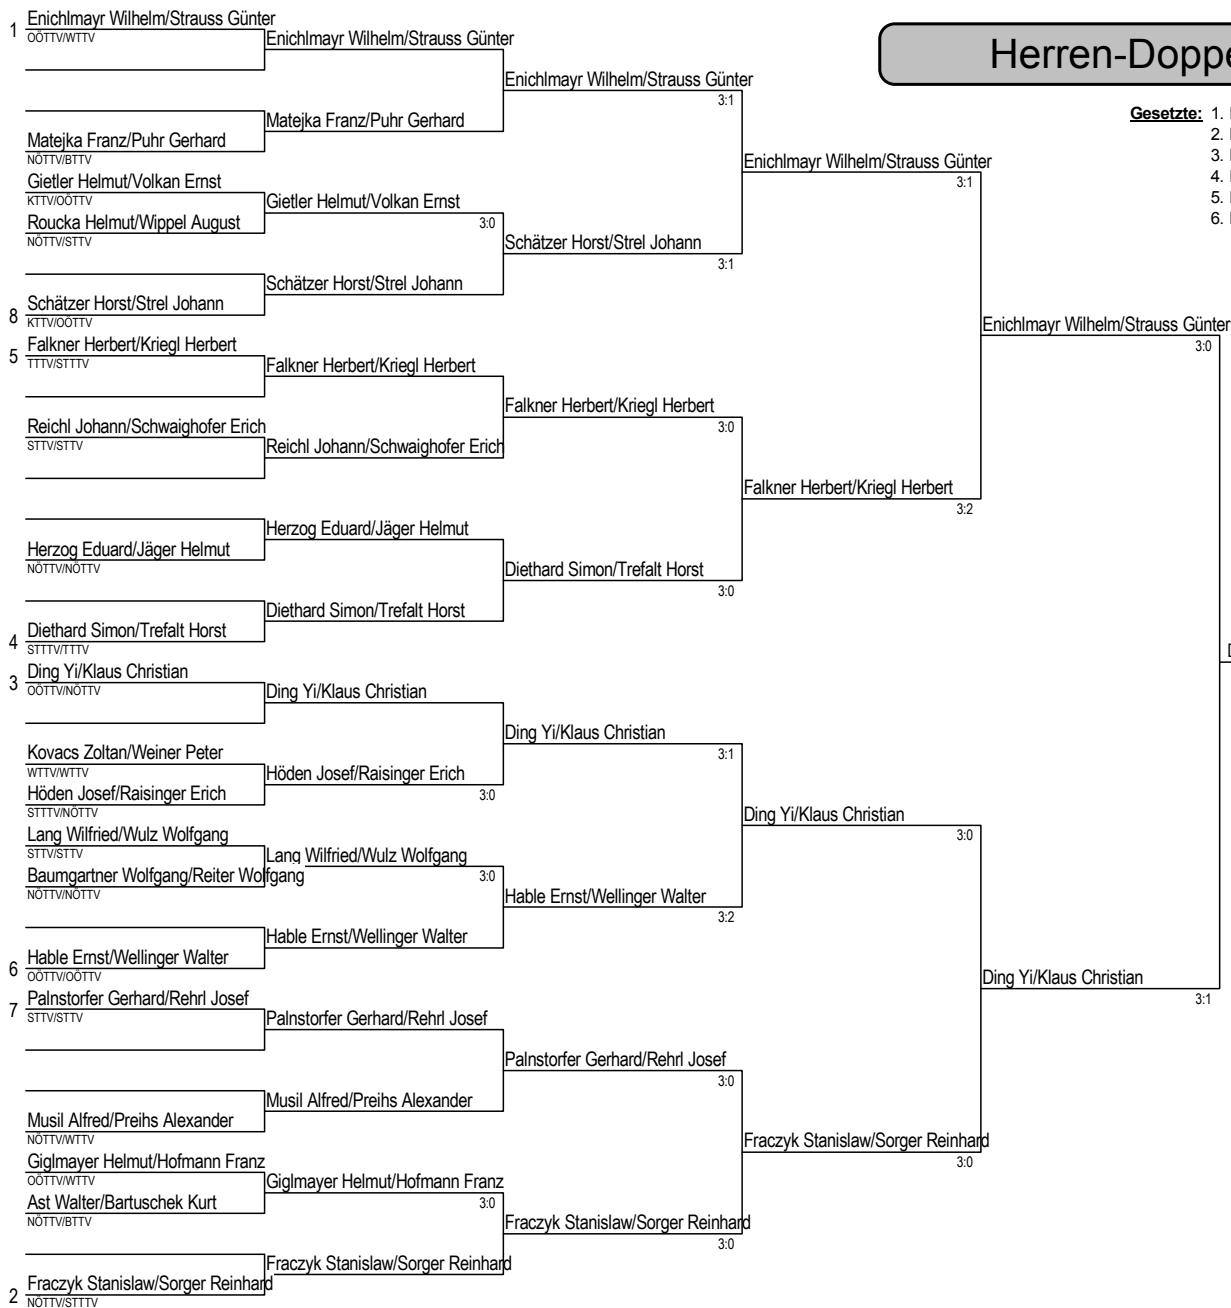 Herren-Doppe
Gesetzte: 1.
2.
3.
4.
5.
6.
1 Enichlmayr Wilhelm/Strauss Günter
OÖTTV/WTTV
Matejka Franz/Puhr Gerhard
NÖTTV/BTTV
Gietler Helmut/Volkan Ernst
KTTV/OÖTTV
Roucka Helmut/Wippel August
NÖTTV/STTV
8 Schätzer Horst/Strel Johann
KTTV/OÖTTV
5 Falkner Herbert/Kriegl Herbert
TTTV/STTTV
Reichl Johann/Schwaighofer Erich
STTV/STTV
Herzog Eduard/Jäger Helmut
NÖTTV/NÖTTV
4 Diethard Simon/Trefalt Horst
STTTV/TTTV
3 Ding Yi/Klaus Christian
OÖTTV/NÖTTV
Kovacs Zoltan/Weiner Peter
WTTV/WTTV
Höden Josef/Raisinger Erich
STTTV/NÖTTV
Lang Wilfried/Wulz Wolfgang
STTV/STTV
Baumgartner Wolfgang/Reiter Wolfgang
NÖTTV/NÖTTV
6 Hable Ernst/Wellinger Walter
OÖTTV/OÖTTV
7 Palnstorfer Gerhard/Rehrl Josef
STTV/STTV
Musil Alfred/Preihs Alexander
NÖTTV/WTTV
Giglmayer Helmut/Hofmann Franz
OÖTTV/WTTV
Ast Walter/Bartuschek Kurt
NÖTTV/BTTV
2 Fraczyk Stanislaw/Sorger Reinhard
NÖTTV/STTTV
Enichlmayr Wilhelm/Strauss Günter
Matejka Franz/Puhr Gerhard
Gietler Helmut/Volkan Ernst
3:0
Schätzer Horst/Strel Johann
Falkner Herbert/Kriegl Herbert
Reichl Johann/Schwaighofer Erich
Herzog Eduard/Jäger Helmut
Diethard Simon/Trefalt Horst
Ding Yi/Klaus Christian
Höden Josef/Raisinger Erich
3:0
Lang Wilfried/Wulz Wolfgang
3:0
Hable Ernst/Wellinger Walter
Palnstorfer Gerhard/Rehrl Josef
Musil Alfred/Preihs Alexander
Giglmayer Helmut/Hofmann Franz
3:0
Fraczyk Stanislaw/Sorger Reinhard
Enichlmayr Wilhelm/Strauss Günter
3:1
Schätzer Horst/Strel Johann
3:1
Falkner Herbert/Kriegl Herbert
3:0
Diethard Simon/Trefalt Horst
3:0
Ding Yi/Klaus Christian
3:1
Hable Ernst/Wellinger Walter
3:2
Palnstorfer Gerhard/Rehrl Josef
3:0
Fraczyk Stanislaw/Sorger Reinhard
3:0
Enichlmayr Wilhelm/Strauss Günter
3:1
Falkner Herbert/Kriegl Herbert
3:2
Ding Yi/Klaus Christian
3:0
Fraczyk Stanislaw/Sorger Reinhard
3:0
Enichlmayr Wilhelm/Strauss Günter
3:0
Ding Yi/Klaus Christian
3:1